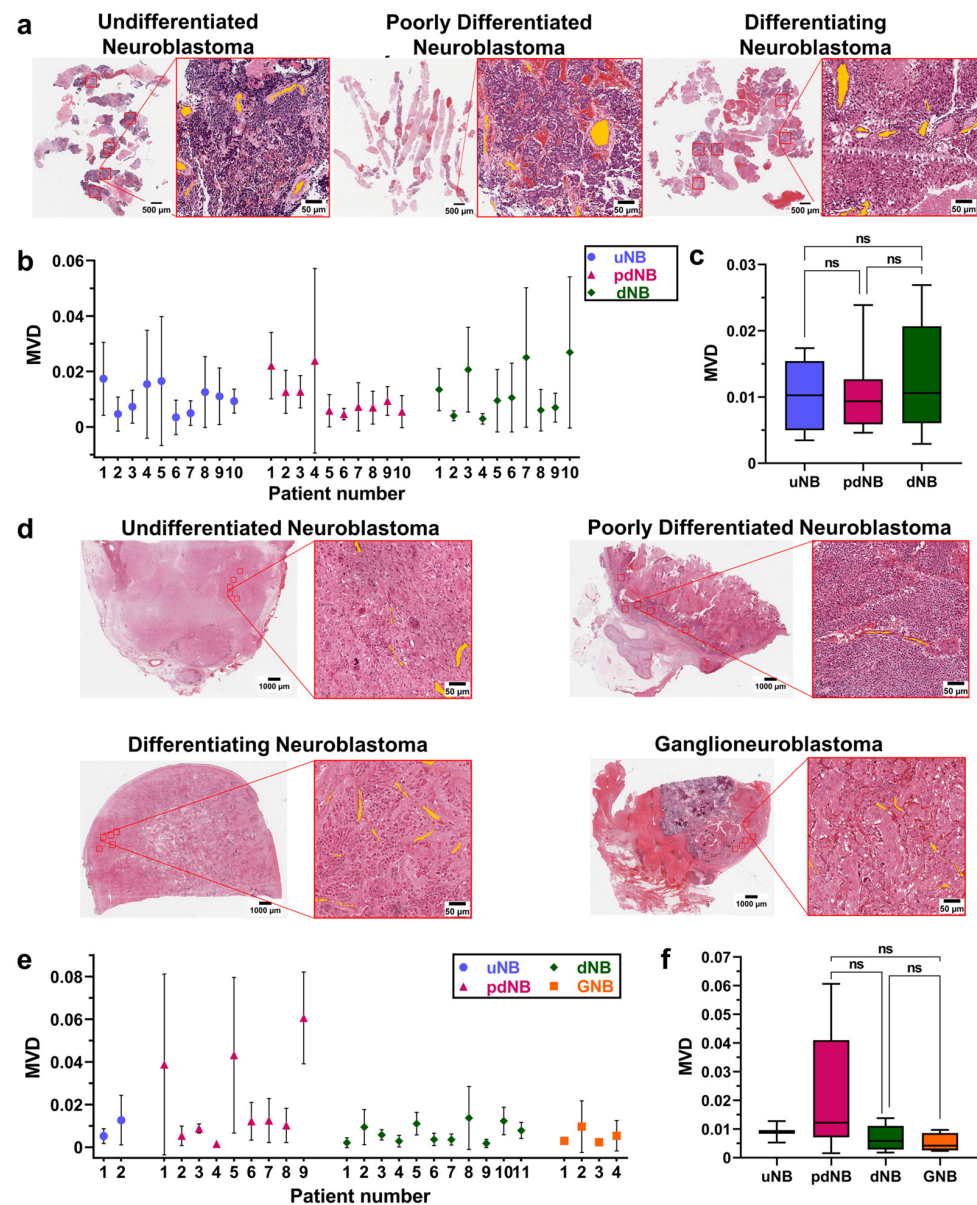 a
Undifferentiated
Neuroblastoma
Poorly Differentiated
Neuroblastoma
Differentiating
Neuroblastoma
500 µm
50 µm
500 µm
50 µm
500 µm
50 µm
b
MVD
0.06
0.04
0.02
0
uNB
pdNB
dNB
1 2 3 4 5 6 7 8 9 10
1 2 3 4 5 6 7 8 9 10
1 2 3 4 5 6 7 8 9 10
Patient number
c
MVD
0.03
0.02
0.01
0
ns
ns
ns
uNB pdNB dNB
d
Undifferentiated Neuroblastoma
Poorly Differentiated Neuroblastoma
1000 µm
50 µm
1000 µm
50 µm
Differentiating Neuroblastoma
Ganglioneuroblastoma
1000 µm
50 µm
1000 µm
50 µm
e
MVD
0.08
0.06
0.04
0.02
0
uNB
pdNB
dNB
GNB
1 2
1 2 3 4 5 6 7 8 9
1 2 3 4 5 6 7 8 9 10 11
1 2 3 4
Patient number
f
MVD
0.07
0.06
0.05
0.04
0.03
0.02
0.01
0
ns
ns
ns
uNB pdNB dNB GNB